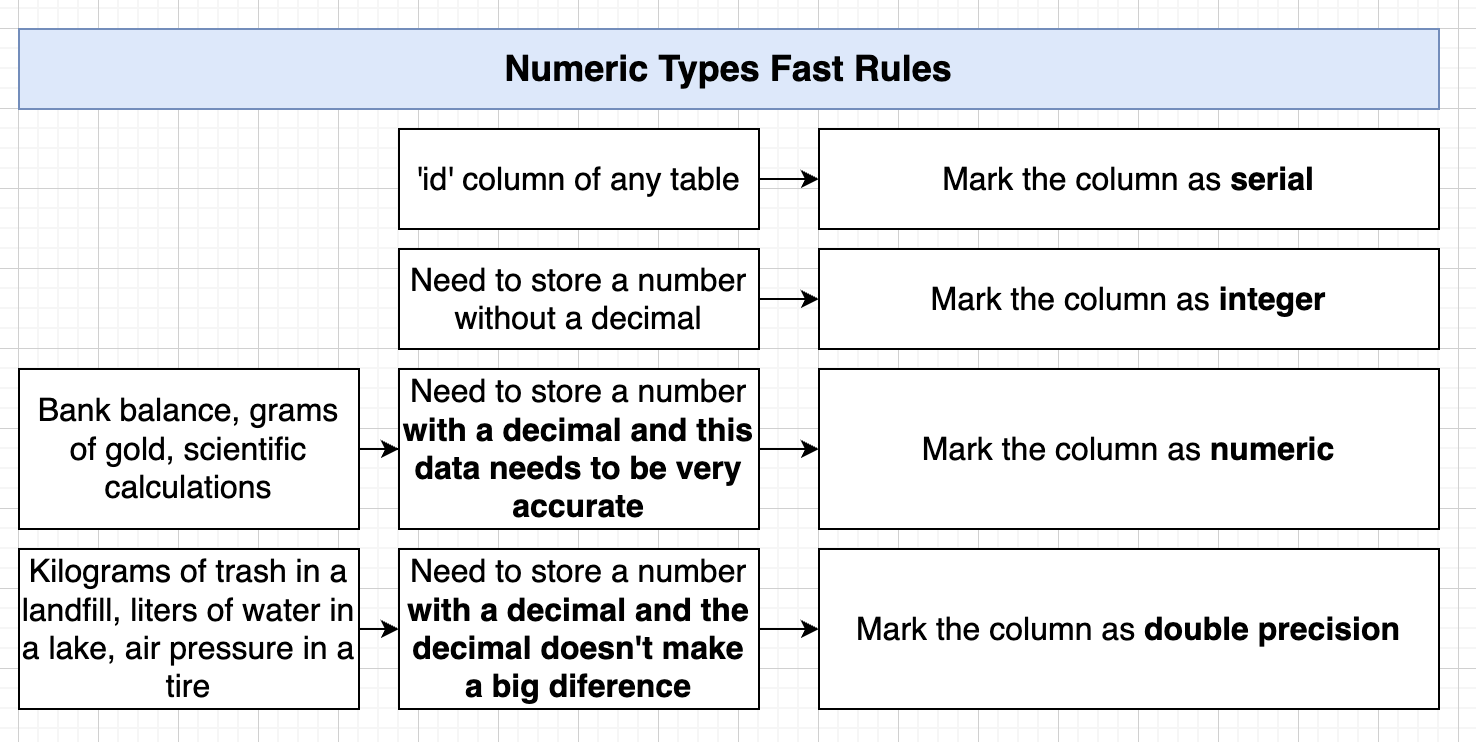 Numeric Types Fast Rules
'id' column of any table
Mark the column as serial
Need to store a number
without a decimal
Mark the column as integer
Bank balance, grams
of gold, scientific
calculations
Need to store a number
with a decimal and this
data needs to be very
accurate
Mark the column as numeric
Kilograms of trash in a
landfill, liters of water in
a lake, air pressure in a
tire
Need to store a number
with a decimal and the
decimal doesn't make
a big diference
Mark the column as double precision